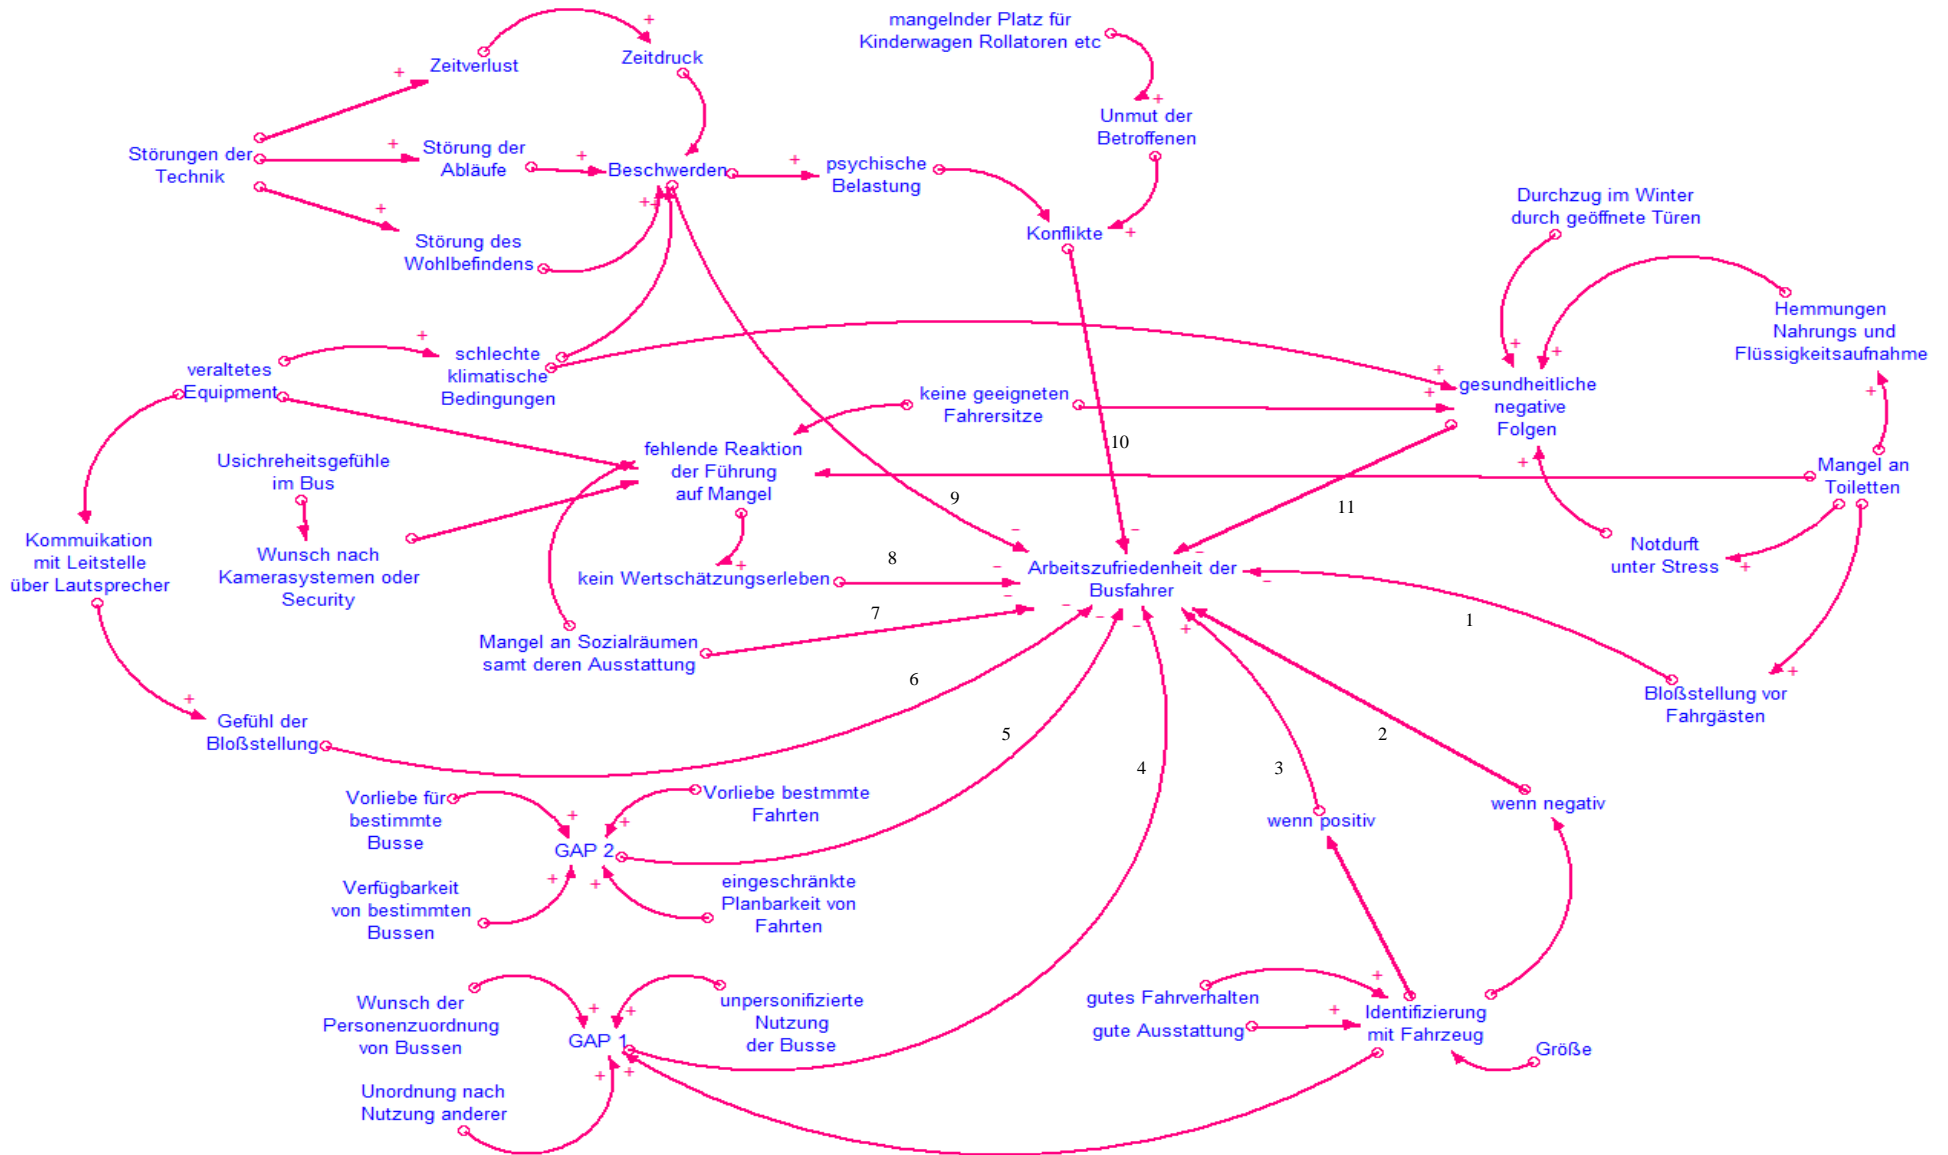 mangelnder Platz für
Kinderwagen Rollatoren etc
+
Zeitdruck
Zeitverlust
+
+
Unmut der
Betroffenen
Störungen der
Technik
+
Störung der
Abläufe
+
Beschwerden
+
psychische
Belastung
+
Störung des
Wohlbefindens
+
+
Konflikte
+
Durchzug im Winter
durch geöffnete Türen
Hemmungen
Nahrungs und
Flüssigkeitsaufnahme
+
+
+
schlechte
klimatische
Bedingungen
veraltetes
Equipment
+
+
gesundheitliche
negative
Folgen
keine geeigneten
Fahrersitze
+
10
fehlende Reaktion
der Führung
auf Mangel
Usichreheitsgefühle
im Bus
+
Mangel an
Toiletten
9
11
Kommuikation
mit Leitstelle
über Lautsprecher
Wunsch nach
Kamerasystemen oder
Security
–
–
–
Notdurft
unter Stress
+
8
+
kein Wertschätzungserleben
–
Arbeitszufriedenheit der
Busfahrer
–
7
–
–
–
–
+
1
Mangel an Sozialräumen
samt deren Ausstattung
+
6
+
Bloßstellung vor
Fahrgästen
Gefühl der
Bloßstellung
5
4
3
2
Vorliebe für
bestimmte
Busse
Vorliebe bestmmte
Fahrten
+
+
GAP 2
wenn positiv
wenn negativ
+
+
Verfügbarkeit
von bestimmten
Bussen
eingeschränkte
Planbarkeit von
Fahrten
Wunsch der
Personenzuordnung
von Bussen
unpersonifizierte
Nutzung
der Busse
+
+
GAP 1
+
+
gutes Fahrverhalten
+
gute Ausstattung
+
Identifizierung
mit Fahrzeug
Größe
Unordnung nach
Nutzung anderer